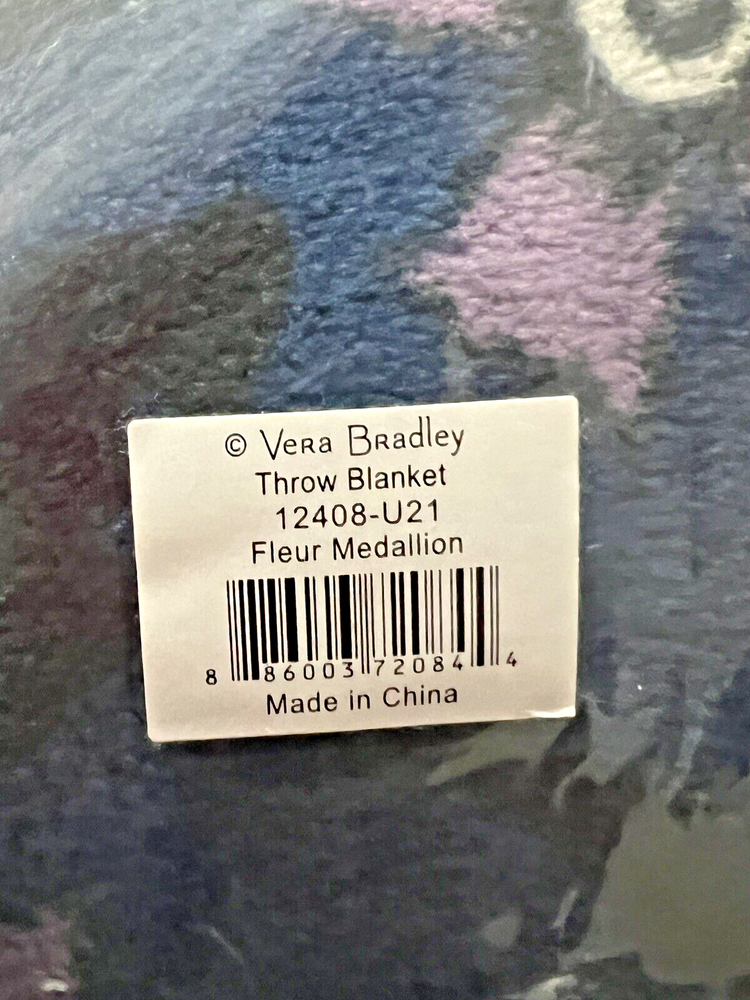 © Vera Bradley
Throw Blanket
12408-U21
Fleur Medallion
8 86003 72084 4
Made in China